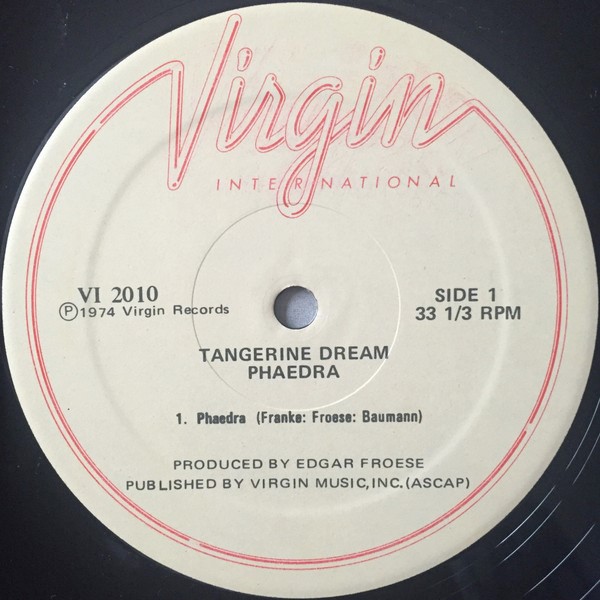 Virgin
INTERNATIONAL
VI 2010
Ⓟ1974 Virgin Records
SIDE 1
33 1/3 RPM
TANGERINE DREAM
PHAEDRA
1. Phaedra (Franke: Froese: Baumann)
PRODUCED BY EDGAR FROESE
PUBLISHED BY VIRGIN MUSIC,INC.(ASCAP)